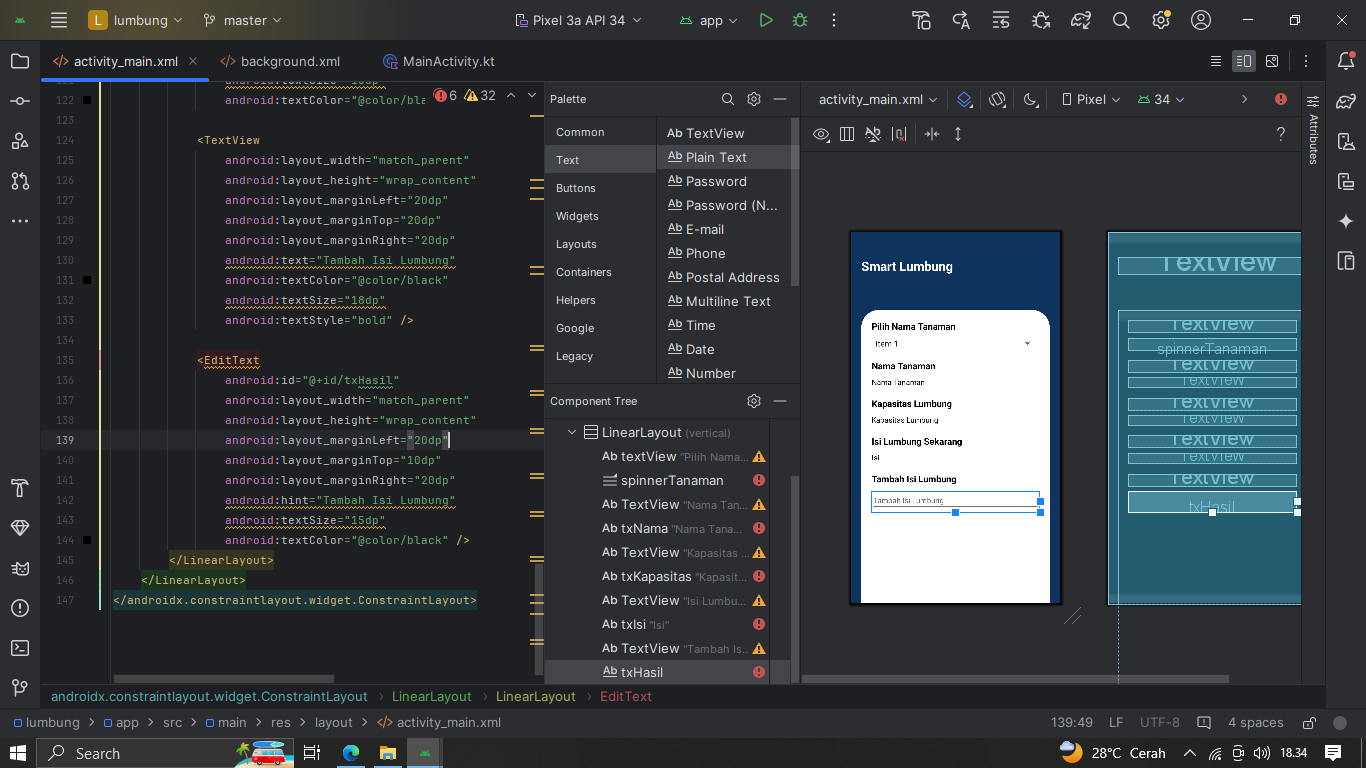 L lumbung master Pixel 3a API 34 app
activity_main.xml background.xml MainActivity.kt
122 android:textColor="@color/bla 6 32
123
124 <TextView
125 android:layout_width="match_parent"
126 android:layout_height="wrap_content"
127 android:layout_marginLeft="20dp"
128 android:layout_marginTop="20dp"
129 android:layout_marginRight="20dp"
130 android:text="Tambah Isi Lumbung"
131 android:textColor="@color/black"
132 android:textSize="18dp"
133 android:textStyle="bold" />
134
135 <EditText
136 android:id="@+id/txHasil"
137 android:layout_width="match_parent"
138 android:layout_height="wrap_content"
139 android:layout_marginLeft="20dp"
140 android:layout_marginTop="10dp"
141 android:layout_marginRight="20dp"
142 android:hint="Tambah Isi Lumbung"
143 android:textSize="15dp"
144 android:textColor="@color/black" />
145 </LinearLayout>
146 </LinearLayout>
147 </androidx.constraintlayout.widget.ConstraintLayout>
Palette
Common
Text
Buttons
Widgets
Layouts
Containers
Helpers
Google
Legacy
Ab TextView
Ab Plain Text
Ab Password
Ab Password (N...
Ab E-mail
Ab Phone
Ab Postal Address
Ab Multiline Text
Ab Time
Ab Date
Ab Number
Component Tree
LinearLayout (vertical)
Ab textView "Pilih Nama...
spinnerTanaman
Ab TextView "Nama Tan...
Ab txNama "Nama Tana...
Ab TextView "Kapasitas ...
Ab txKapasitas "Kapasit...
Ab TextView "Isi Lumbu...
Ab txIsi "Isi"
Ab TextView "Tambah Is...
Ab txHasil
activity_main.xml Pixel 34
?
Attributes
Smart Lumbung
Pilih Nama Tanaman
Item 1
Nama Tanaman
Nama Tanaman
Kapasitas Lumbung
Kapasitas Lumbung
Isi Lumbung Sekarang
Isi
Tambah Isi Lumbung
Tambah Isi Lumbung
TextView
TextView
spinnerTanaman
TextView
TextView
TextView
TextView
TextView
TextView
TextView
txHasil
androidx.constraintlayout.widget.ConstraintLayout > LinearLayout > LinearLayout > EditText
lumbung > app > src > main > res > layout > activity_main.xml 139:49 LF UTF-8 4 spaces
Search 28°C Cerah 18.34